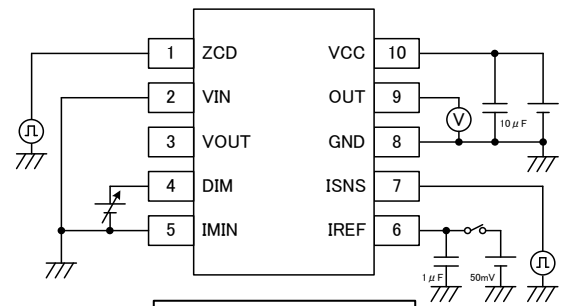 1 ZCD VCC 10
2 VIN OUT 9
V
10μF
3 VOUT GND 8
4 DIM ISNS 7
5 IMIN IREF 6
1μF 50mV